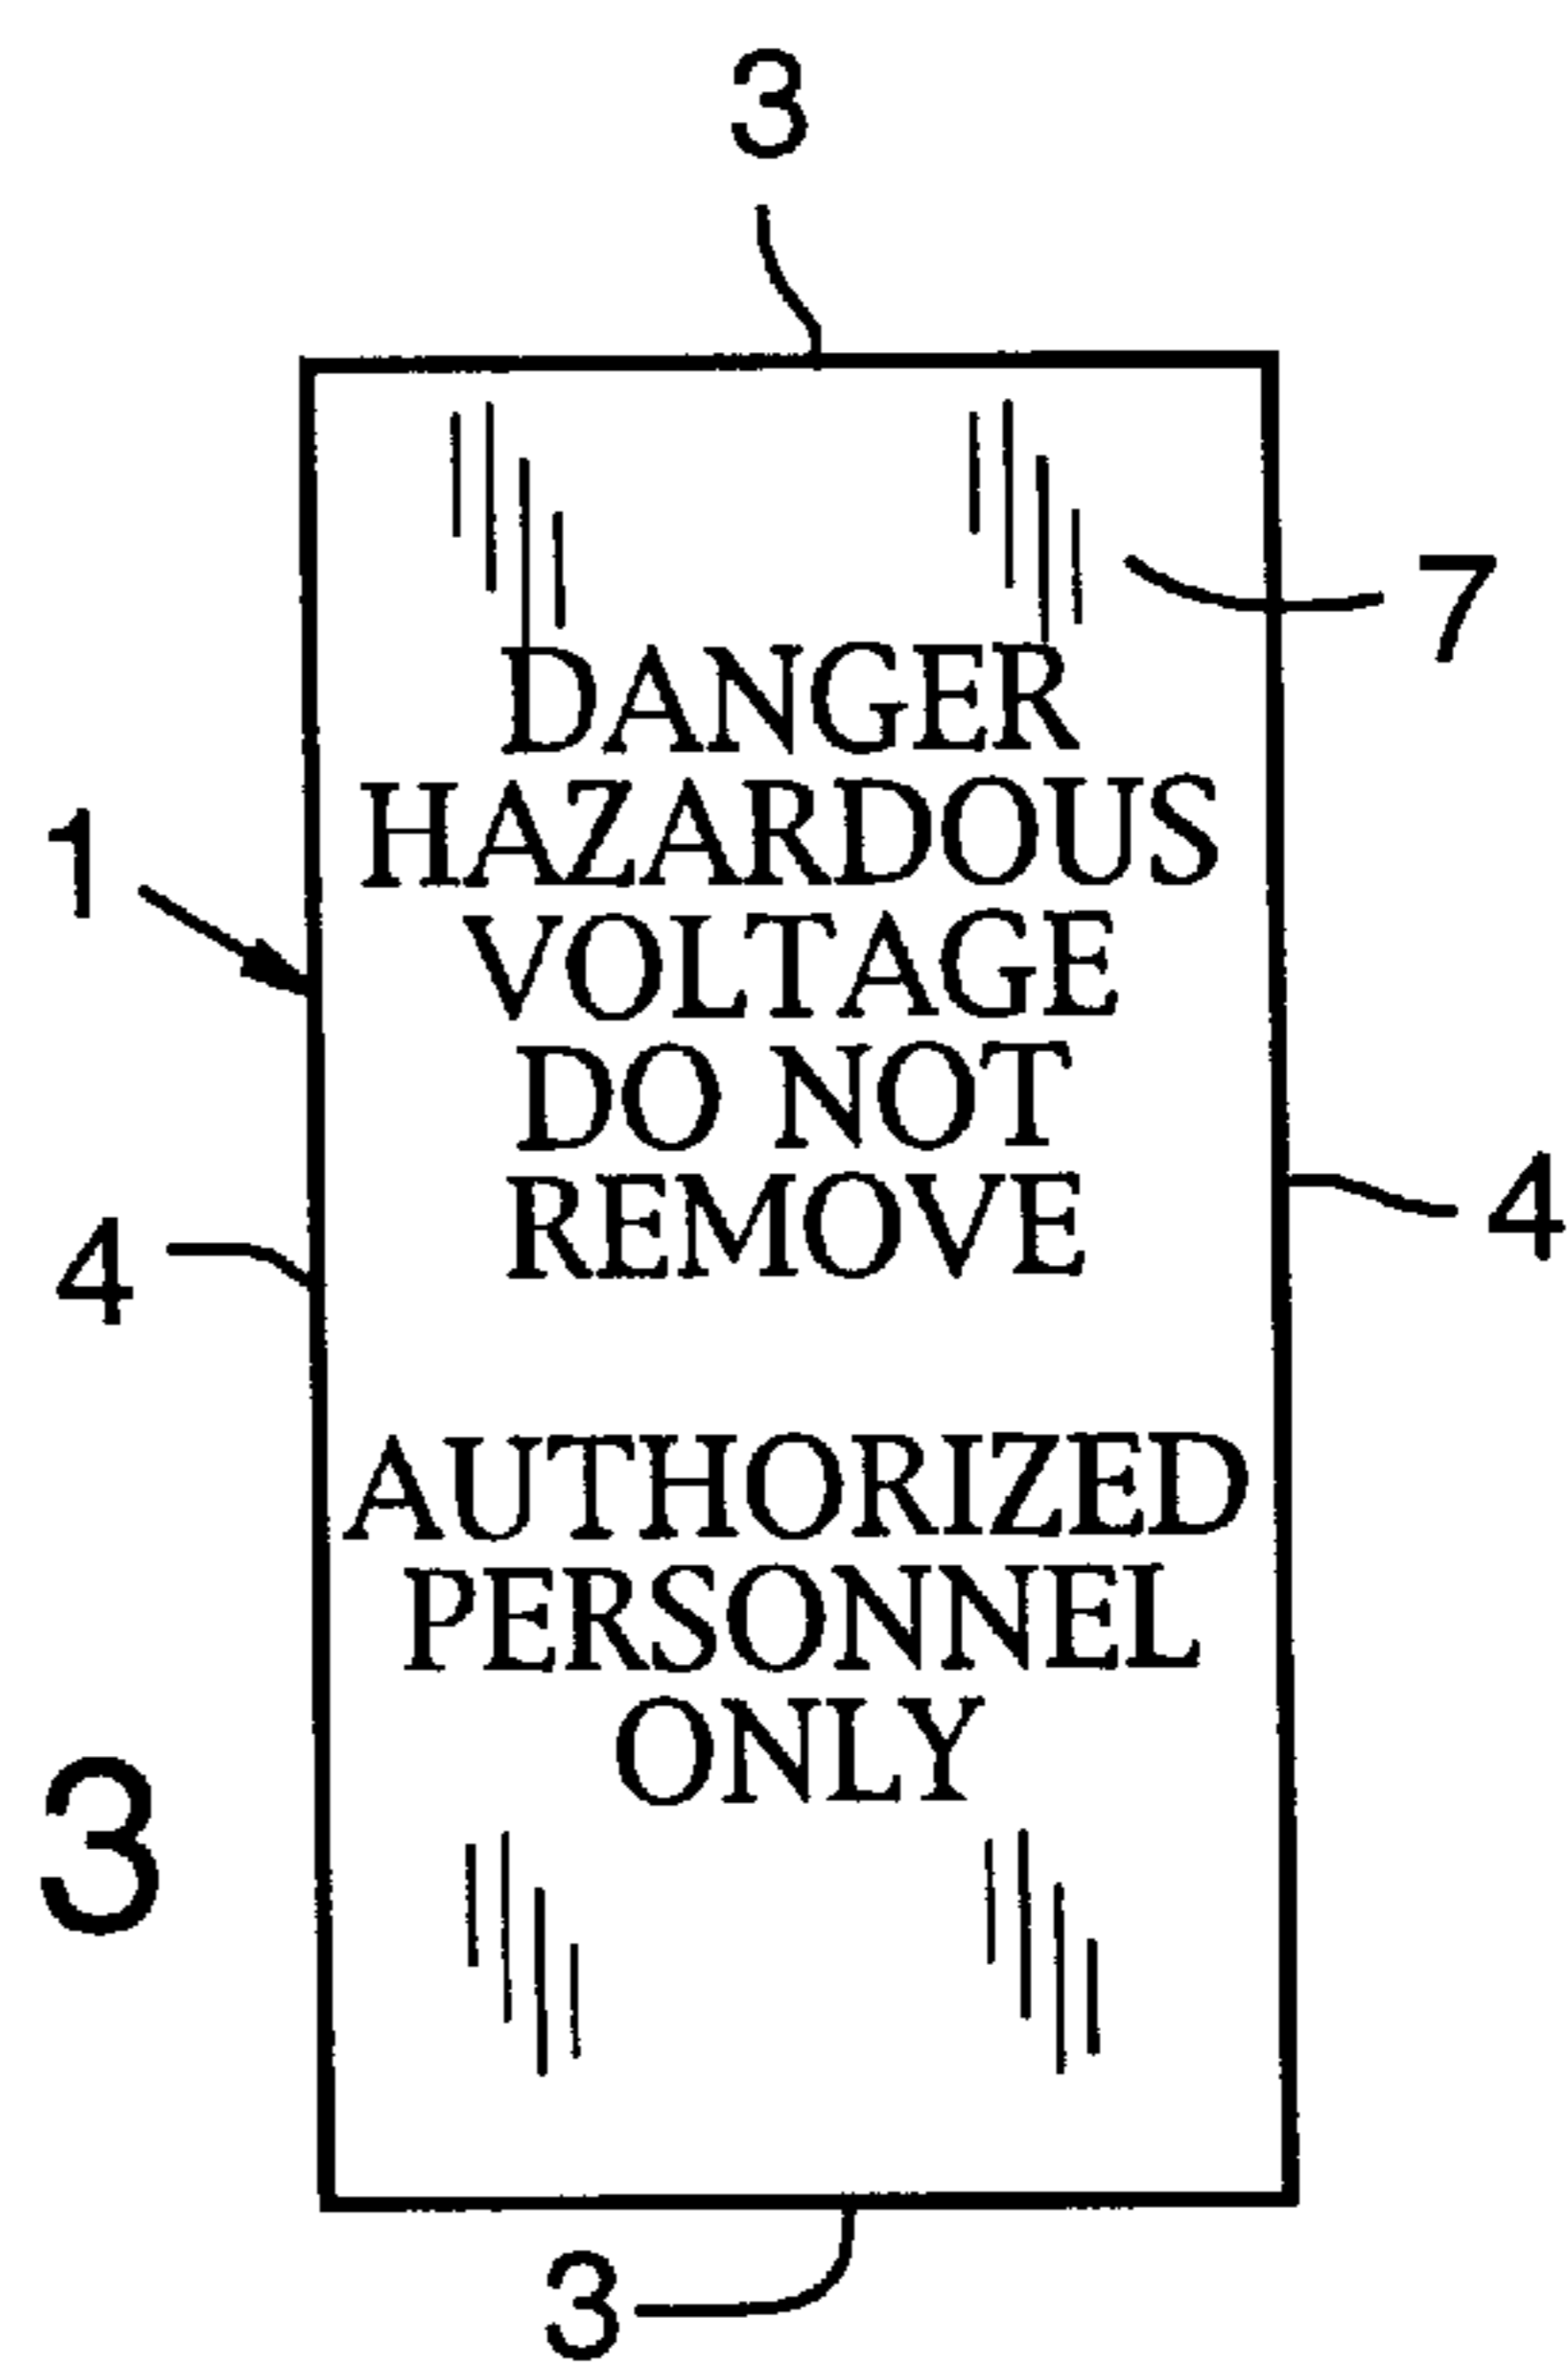 3
7
DANGER
HAZARDOUS
1
VOLTAGE
DO NOT
4
REMOVE
4
AUTHORIZED
PERSONNEL
ONLY
3
3